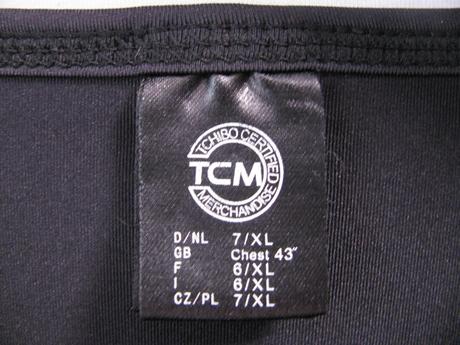 TCHIBO CERTIFIED
TCM
MERCHANDISE
D/NL 7/XL
GB Chest 43"
F 6/XL
I 6/XL
CZ/PL 7/XL